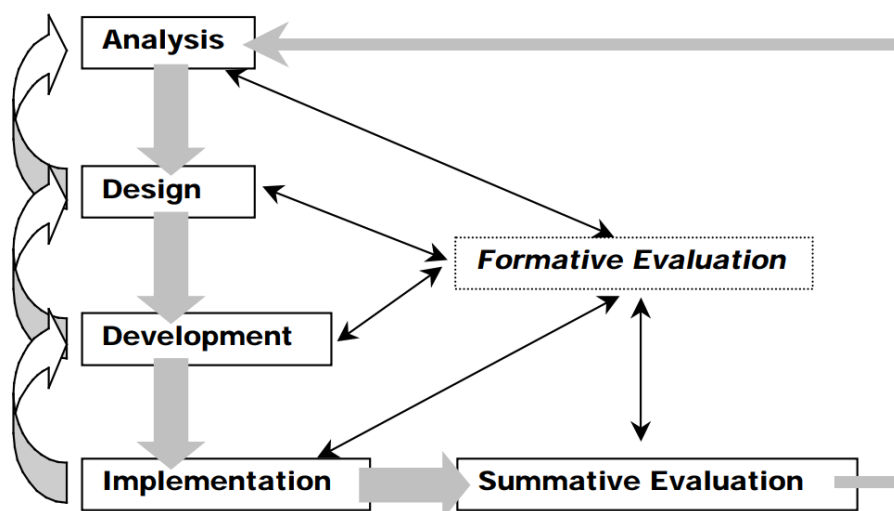 Analysis
Design
Formative Evaluation
Development
Implementation
Summative Evaluation